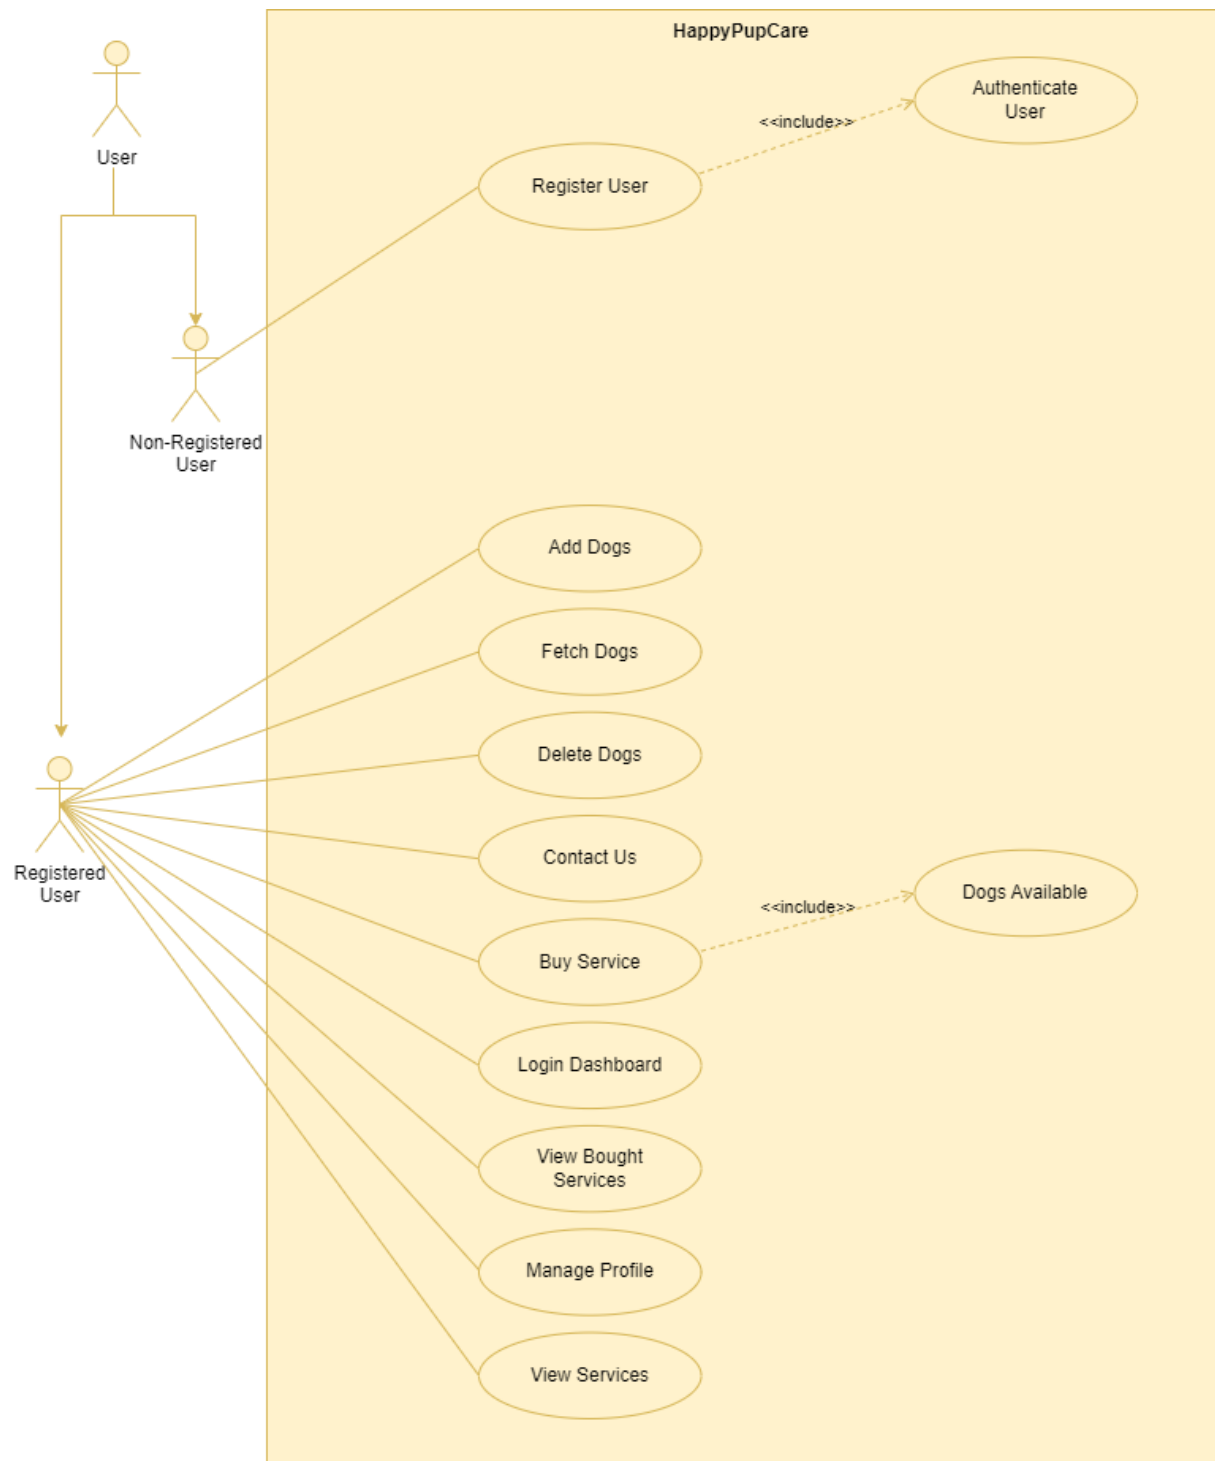 HappyPupCare
User
Authenticate
User
<<include>>
Register User
Non-Registered
User
Add Dogs
Fetch Dogs
Delete Dogs
Registered
User
Contact Us
Dogs Available
<<include>>
Buy Service
Login Dashboard
View Bought
Services
Manage Profile
View Services